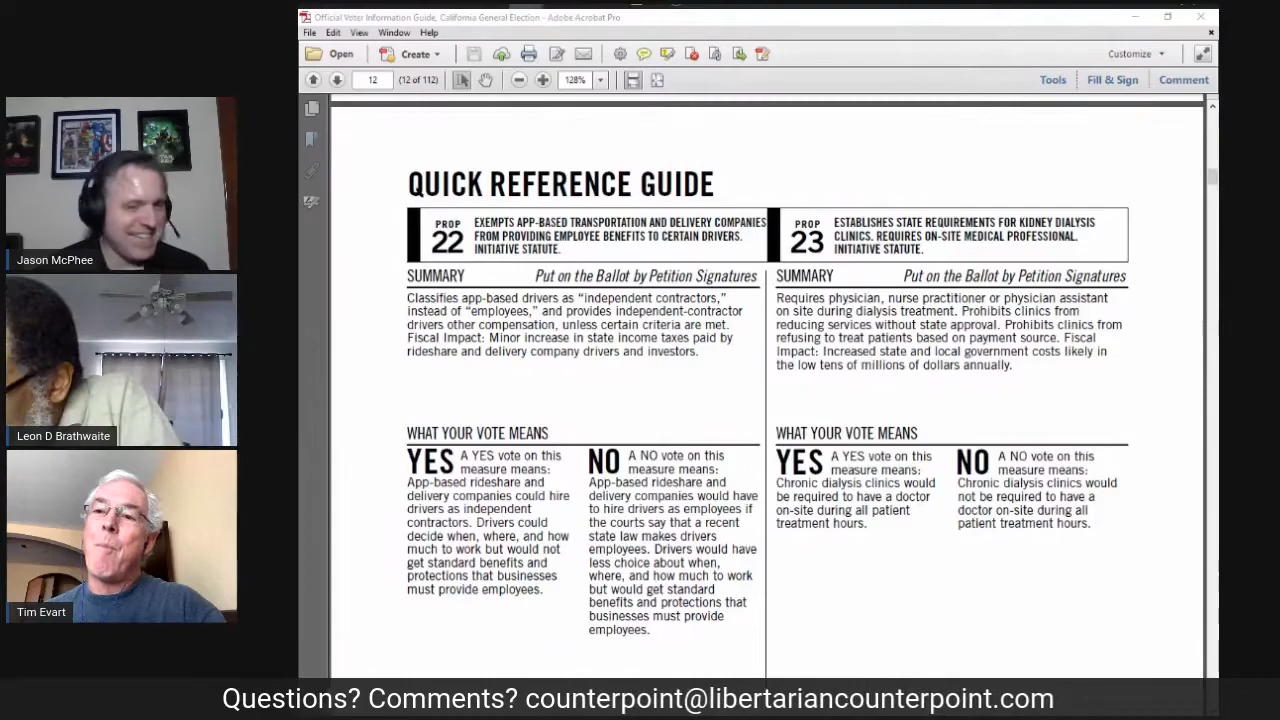 Official Voter Information Guide, California General Election - Adobe Acrobat Pro
File Edit View Window Help
Open Create Customize
12 (12 of 112) 128% Tools Fill & Sign Comment
QUICK REFERENCE GUIDE
PROP
22
EXEMPTS APP-BASED TRANSPORTATION AND DELIVERY COMPANIES
FROM PROVIDING EMPLOYEE BENEFITS TO CERTAIN DRIVERS.
INITIATIVE STATUTE.
SUMMARY Put on the Ballot by Petition Signatures
Classifies app-based drivers as “independent contractors,”
instead of “employees,” and provides independent-contractor
drivers other compensation, unless certain criteria are met.
Fiscal Impact: Minor increase in state income taxes paid by
rideshare and delivery company drivers and investors.
WHAT YOUR VOTE MEANS
YES A YES vote on this
measure means:
App-based rideshare and
delivery companies could hire
drivers as independent
contractors. Drivers could
decide when, where, and how
much to work but would not
get standard benefits and
protections that businesses
must provide employees.
NO A NO vote on this
measure means:
App-based rideshare and
delivery companies would have
to hire drivers as employees if
the courts say that a recent
state law makes drivers
employees. Drivers would have
less choice about when,
where, and how much to work
but would get standard
benefits and protections that
businesses must provide
employees.
PROP
23
ESTABLISHES STATE REQUIREMENTS FOR KIDNEY DIALYSIS
CLINICS. REQUIRES ON-SITE MEDICAL PROFESSIONAL.
INITIATIVE STATUTE.
SUMMARY Put on the Ballot by Petition Signatures
Requires physician, nurse practitioner or physician assistant
on site during dialysis treatment. Prohibits clinics from
reducing services without state approval. Prohibits clinics from
refusing to treat patients based on payment source. Fiscal
Impact: Increased state and local government costs likely in
the low tens of millions of dollars annually.
WHAT YOUR VOTE MEANS
YES A YES vote on this
measure means:
Chronic dialysis clinics would
be required to have a doctor
on-site during all patient
treatment hours.
NO A NO vote on this
measure means:
Chronic dialysis clinics would
not be required to have a
doctor on-site during all
patient treatment hours.
Jason McPhee
Leon D Brathwaite
Tim Evart
Questions? Comments? counterpoint@libertariancounterpoint.com